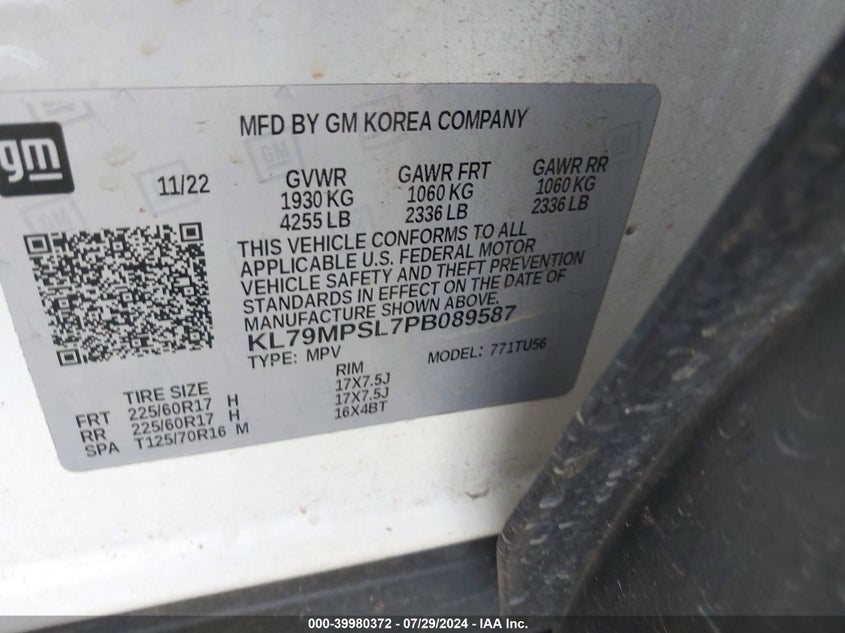 MFD BY GM KOREA COMPANY
gm
11/22
GVWR GAWR FRT GAWR RR
1930 KG 1060 KG 1060 KG
4255 LB 2336 LB 2336 LB
THIS VEHICLE CONFORMS TO ALL
APPLICABLE U.S. FEDERAL MOTOR
VEHICLE SAFETY AND THEFT PREVENTION
STANDARDS IN EFFECT ON THE DATE OF
MANUFACTURE SHOWN ABOVE.
KL79MPSL7PB089587
TYPE: MPV MODEL: 771TU56
TIRE SIZE RIM
FRT 225/60R17 H 17X7.5J
RR 225/60R17 H 17X7.5J
SPA T125/70R16 M 16X4BT
000-39980372 - 07/29/2024 - IAA Inc.